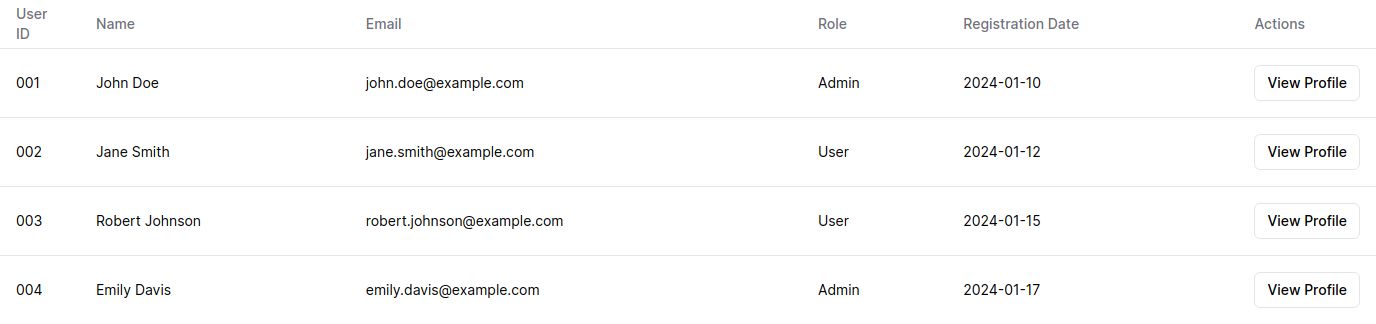 User ID Name Email Role Registration Date Actions
001 John Doe john.doe@example.com Admin 2024-01-10 View Profile
002 Jane Smith jane.smith@example.com User 2024-01-12 View Profile
003 Robert Johnson robert.johnson@example.com User 2024-01-15 View Profile
004 Emily Davis emily.davis@example.com Admin 2024-01-17 View Profile